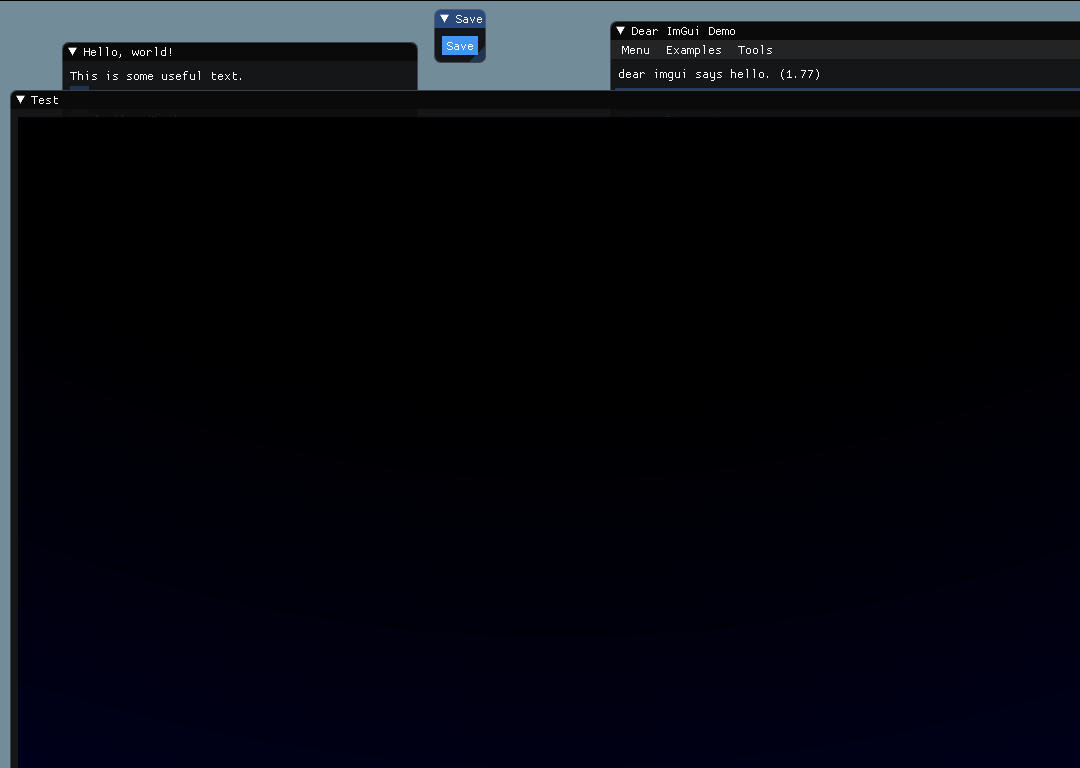 Save
Save
Hello, world!
This is some useful text.
Dear ImGui Demo
Menu Examples Tools
dear imgui says hello. (1.77)
Test